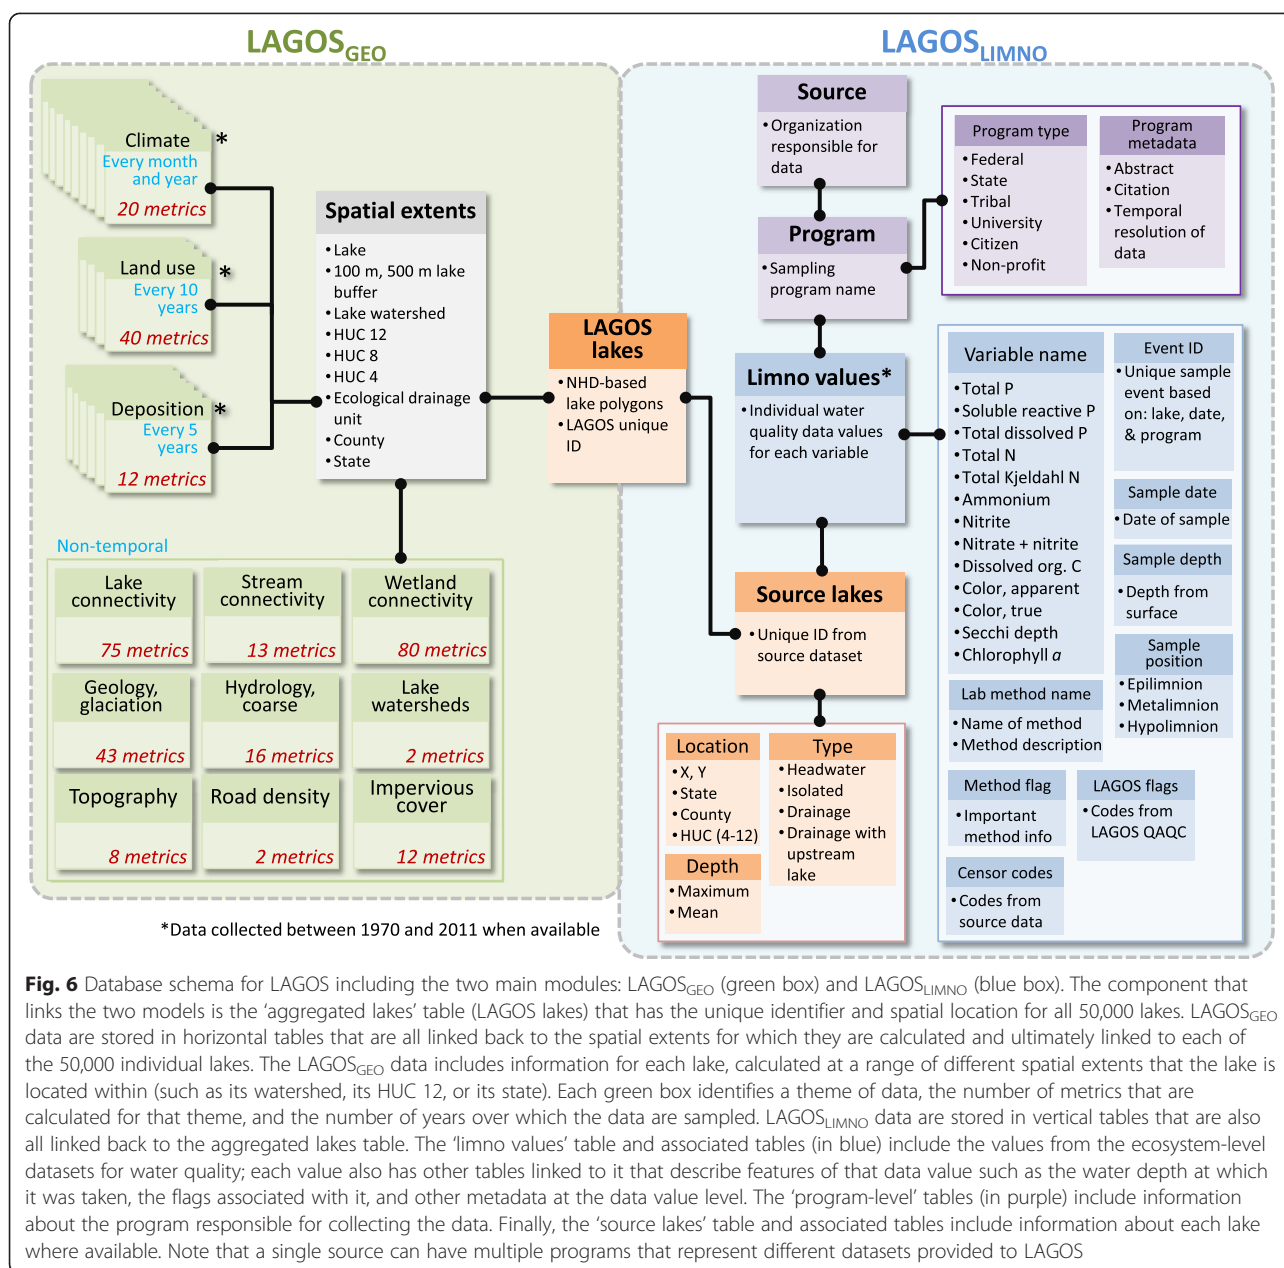 LAGOSGEO
LAGOSLIMNO
Climate
*
Every month
and year
20 metrics
Land use
*
Every 10
years
40 metrics
Deposition
*
Every 5
years
12 metrics
Spatial extents
• Lake
• 100 m, 500 m lake
buffer
• Lake watershed
• HUC 12
• HUC 8
• HUC 4
• Ecological drainage
unit
• County
• State
Non-temporal
Lake
connectivity
75 metrics
Stream
connectivity
13 metrics
Wetland
connectivity
80 metrics
Geology,
glaciation
43 metrics
Hydrology,
coarse
16 metrics
Lake
watersheds
2 metrics
Topography
8 metrics
Road density
2 metrics
Impervious
cover
12 metrics
*Data collected between 1970 and 2011 when available
LAGOS
lakes
• NHD-based
lake polygons
• LAGOS unique
ID
Source
• Organization
responsible for
data
Program
• Sampling
program name
Program type
• Federal
• State
• Tribal
• University
• Citizen
• Non-profit
Program
metadata
• Abstract
• Citation
• Temporal
resolution of
data
Limno values*
• Individual water
quality data values
for each variable
Source lakes
• Unique ID from
source dataset
Location
• X, Y
• State
• County
• HUC (4-12)
Depth
• Maximum
• Mean
Type
• Headwater
• Isolated
• Drainage
• Drainage with
upstream
lake
Variable name
• Total P
• Soluble reactive P
• Total dissolved P
• Total N
• Total Kjeldahl N
• Ammonium
• Nitrite
• Nitrate + nitrite
• Dissolved org. C
• Color, apparent
• Color, true
• Secchi depth
• Chlorophyll a
Lab method name
• Name of method
• Method description
Method flag
• Important
method info
Censor codes
• Codes from
source data
Event ID
• Unique sample
event based
on: lake, date,
& program
Sample date
• Date of sample
Sample depth
• Depth from
surface
Sample
position
• Epilimnion
• Metalimnion
• Hypolimnion
LAGOS flags
• Codes from
LAGOS QAQC
Fig. 6 Database schema for LAGOS including the two main modules: LAGOSGEO (green box) and LAGOSLIMNO (blue box). The component that
links the two models is the ‘aggregated lakes’ table (LAGOS lakes) that has the unique identifier and spatial location for all 50,000 lakes. LAGOSGEO
data are stored in horizontal tables that are all linked back to the spatial extents for which they are calculated and ultimately linked to each of
the 50,000 individual lakes. The LAGOSGEO data includes information for each lake, calculated at a range of different spatial extents that the lake is
located within (such as its watershed, its HUC 12, or its state). Each green box identifies a theme of data, the number of metrics that are
calculated for that theme, and the number of years over which the data are sampled. LAGOSLIMNO data are stored in vertical tables that are also
all linked back to the aggregated lakes table. The ‘limno values’ table and associated tables (in blue) include the values from the ecosystem-level
datasets for water quality; each value also has other tables linked to it that describe features of that data value such as the water depth at which
it was taken, the flags associated with it, and other metadata at the data value level. The ‘program-level’ tables (in purple) include information
about the program responsible for collecting the data. Finally, the ‘source lakes’ table and associated tables include information about each lake
where available. Note that a single source can have multiple programs that represent different datasets provided to LAGOS